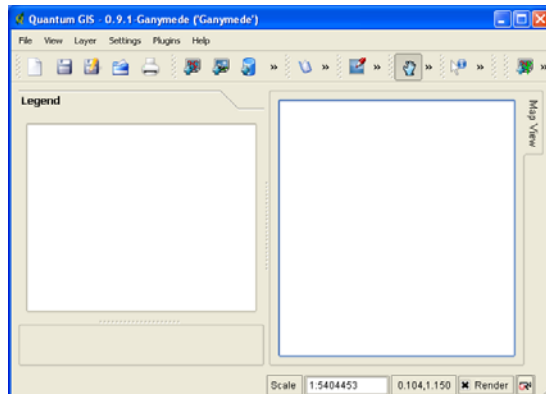 Quantum GIS - 0.9.1-Ganymede ('Ganymede')
File View Layer Settings Plugins Help
Legend
Map View
Scale 1:5404453 0.104,1.150 Render